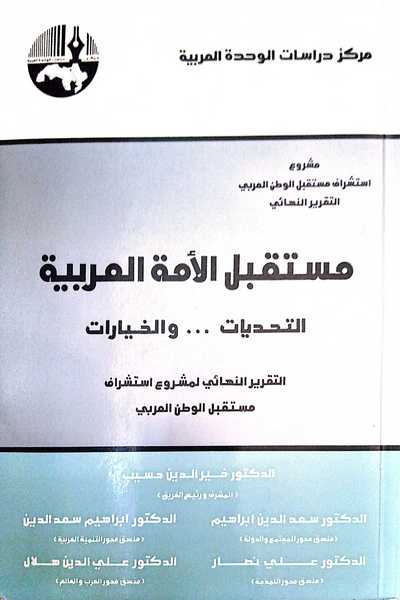 مركز دراسات الوحدة العربية
مشروع
استشراف مستقبل الوطن العربي
التقرير النهائي
مستقبل الأمة العربية
التحديات ... والخيارات
التقرير النهائي لمشروع استشراف
مستقبل الوطن العربي
الدكتور خير الدين حسيب
(المشرف ورئيس الفريق)
الدكتور سعد الدين ابراهيم
الدكتور ابراهيم سعد الدين
(منسق محور المجتمع والدولة)
(منسق محور التنمية العربية)
الدكتور علي نصار
الدكتور علي الدين هلال
(منسق محور النمذجة)
(منسق محور العرب والعالم)